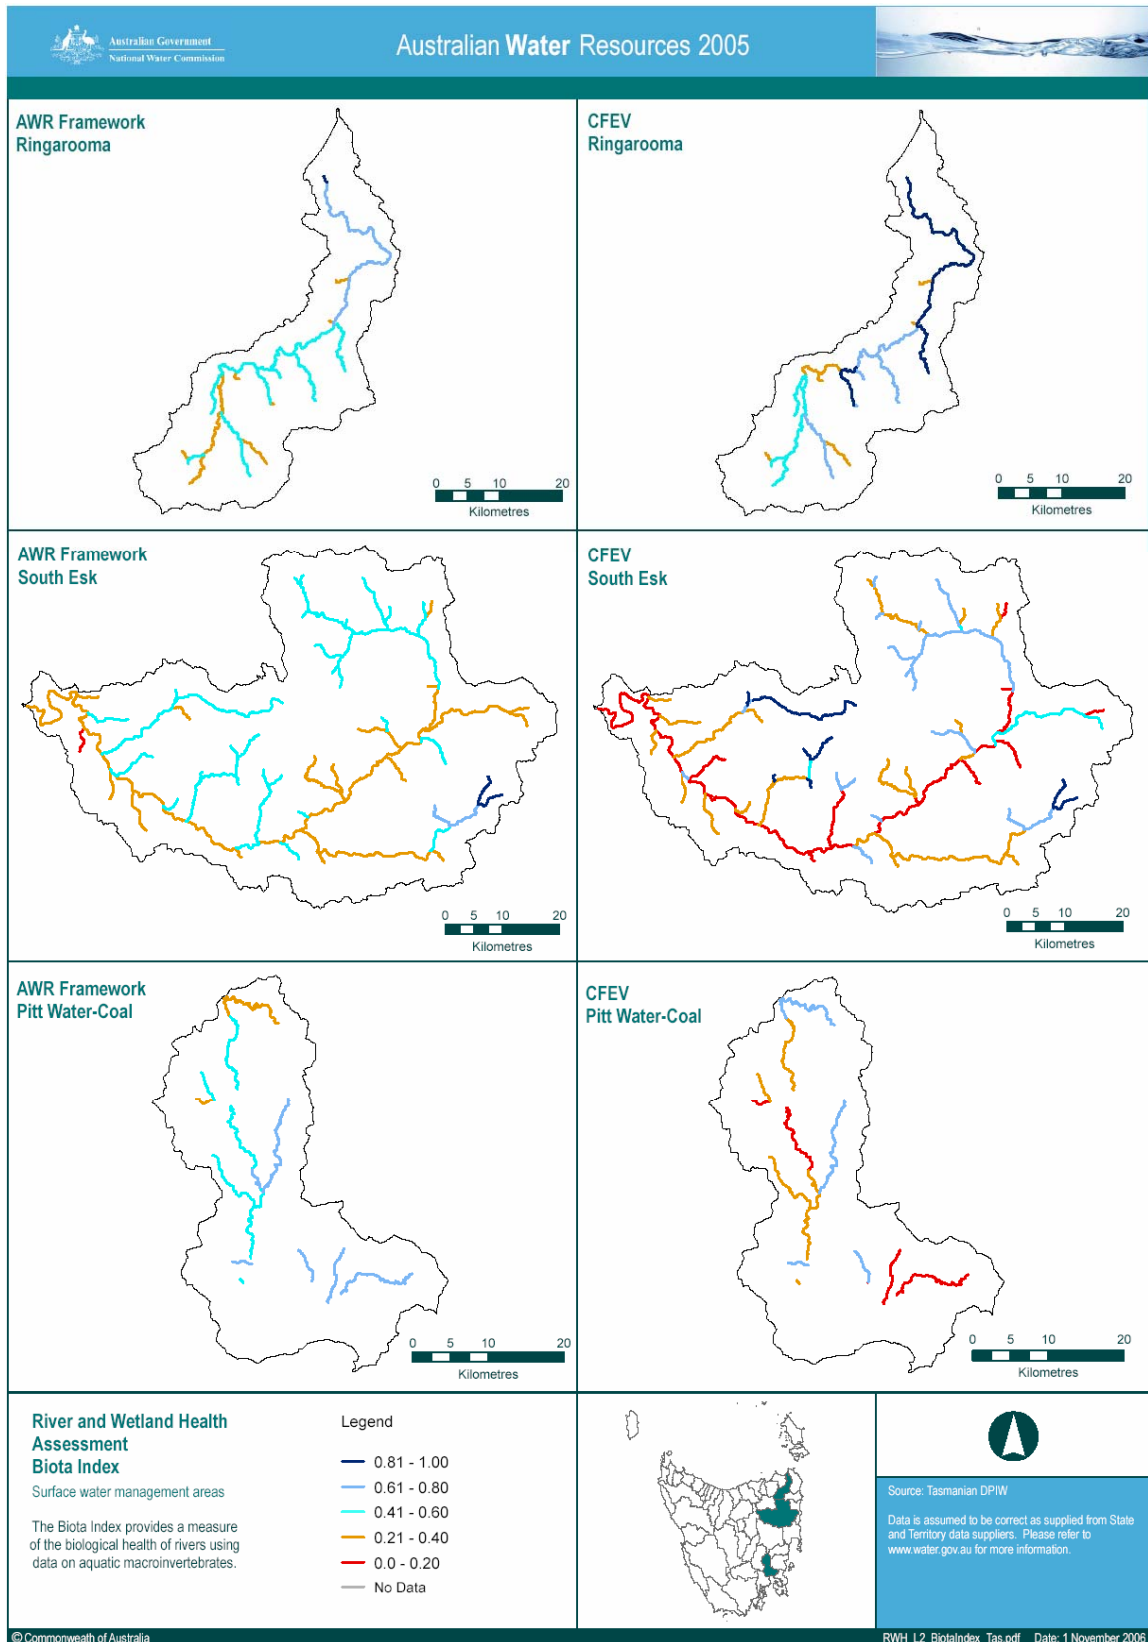 Australian Government
National Water Commission
Australian Water Resources 2005
AWR Framework
Ringarooma
0 5 10 20
Kilometres
CFEV
Ringarooma
0 5 10 20
Kilometres
AWR Framework
South Esk
0 5 10 20
Kilometres
CFEV
South Esk
0 5 10 20
Kilometres
AWR Framework
Pitt Water-Coal
0 5 10 20
Kilometres
CFEV
Pitt Water-Coal
0 5 10 20
Kilometres
River and Wetland Health
Assessment
Biota Index
Surface water management areas
The Biota Index provides a measure
of the biological health of rivers using
data on aquatic macroinvertebrates.
Legend
0.81 - 1.00
0.61 - 0.80
0.41 - 0.60
0.21 - 0.40
0.0 - 0.20
No Data
Source: Tasmanian DPIW
Data is assumed to be correct as supplied from State
and Territory data suppliers. Please refer to
www.water.gov.au for more information.
© Commonweath of Australia
RWH_L2_BiotaIndex_Tas.pdf Date: 1 November 2006